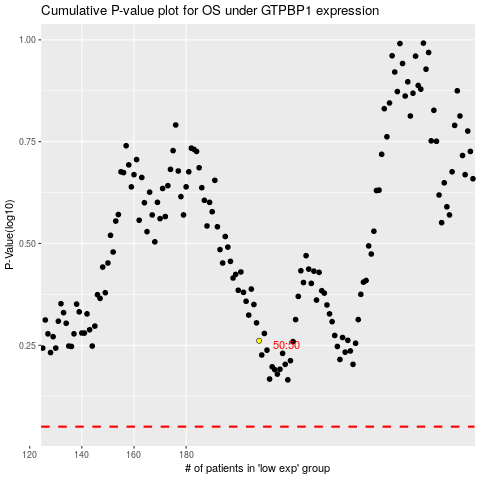 Cumulative P-value plot for OS under GTPBP1 expression
P-Value(log10)
1.00
0.75
0.50
0.25
50:50
120 140 160 180
# of patients in 'low exp' group